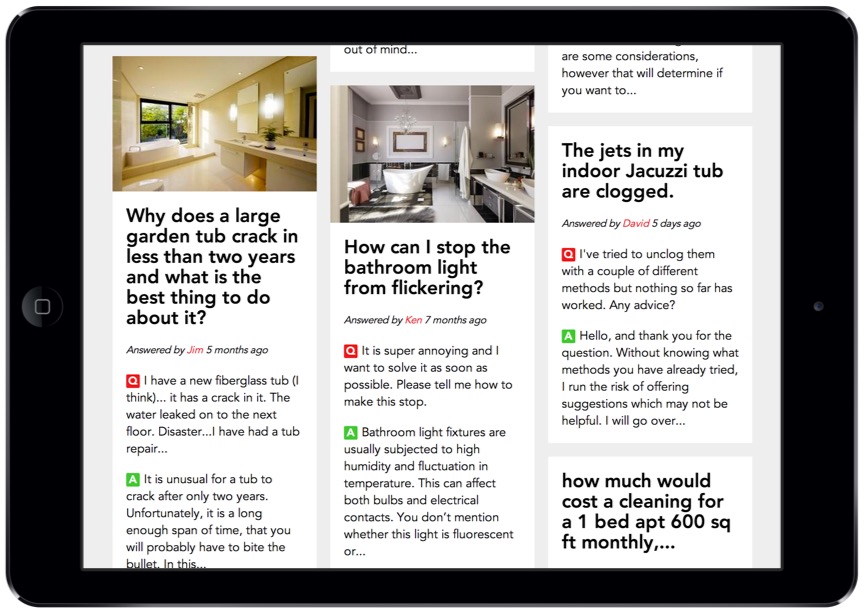 Why does a large
garden tub crack in
less than two years
and what is the
best thing to do
about it?
Answered by Jim 5 months ago
Q I have a new fiberglass tub (I
think)... it has a crack in it. The
water leaked on to the next
floor. Disaster...I have had a tub
repair...
A It is unusual for a tub to
crack after only two years.
Unfortunately, it is a long
enough span of time, that you
will probably have to bite the
bullet. In this...
out of mind...
How can I stop the
bathroom light
from flickering?
Answered by Ken 7 months ago
Q It is super annoying and I
want to solve it as soon as
possible. Please tell me how to
make this stop.
A Bathroom light fixtures are
usually subjected to high
humidity and fluctuation in
temperature. This can affect
both bulbs and electrical
contacts. You don't mention
whether this light is fluorescent
or...
are some considerations,
however that will determine if
you want to...
The jets in my
indoor Jacuzzi tub
are clogged.
Answered by David 5 days ago
Q I've tried to unclog them
with a couple of different
methods but nothing so far has
worked. Any advice?
A Hello, and thank you for the
question. Without knowing what
methods you have already tried,
I run the risk of offering
suggestions which may not be
helpful. I will go over...
how much would
cost a cleaning for
a 1 bed apt 600 sq
ft monthly,...